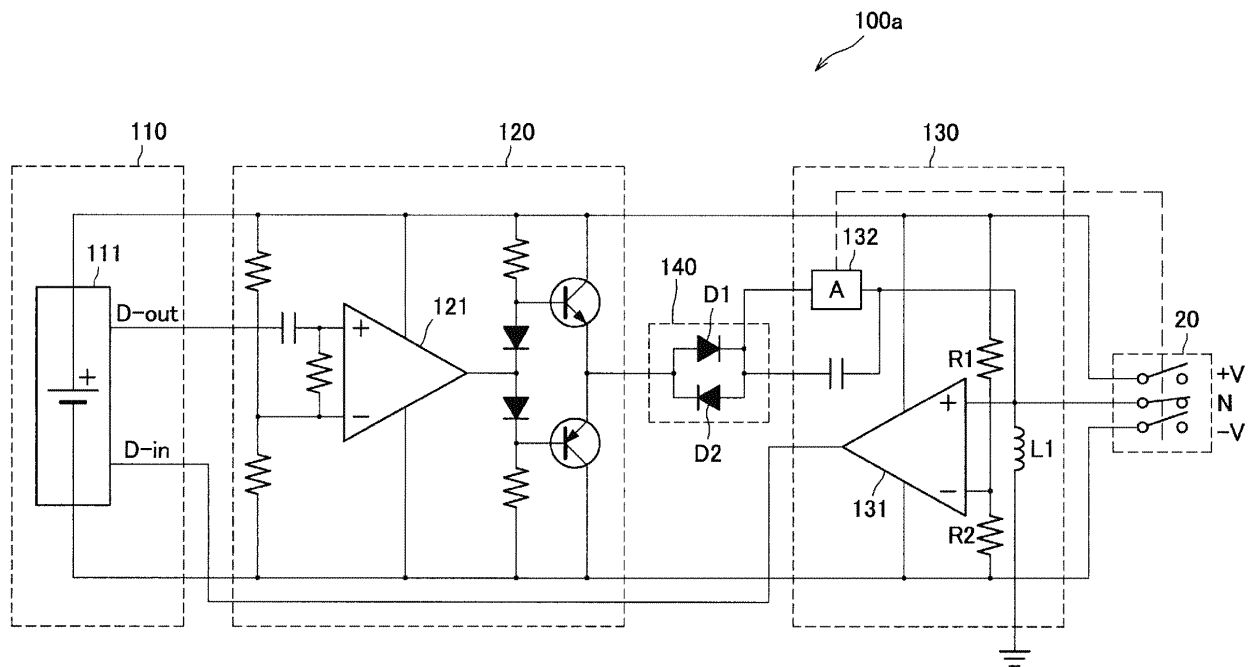 100a
110
120
130
111
D-out
+
D-in
+
−
121
140
D1
D2
132
A
+
−
131
R1
R2
L1
20
+V
N
−V